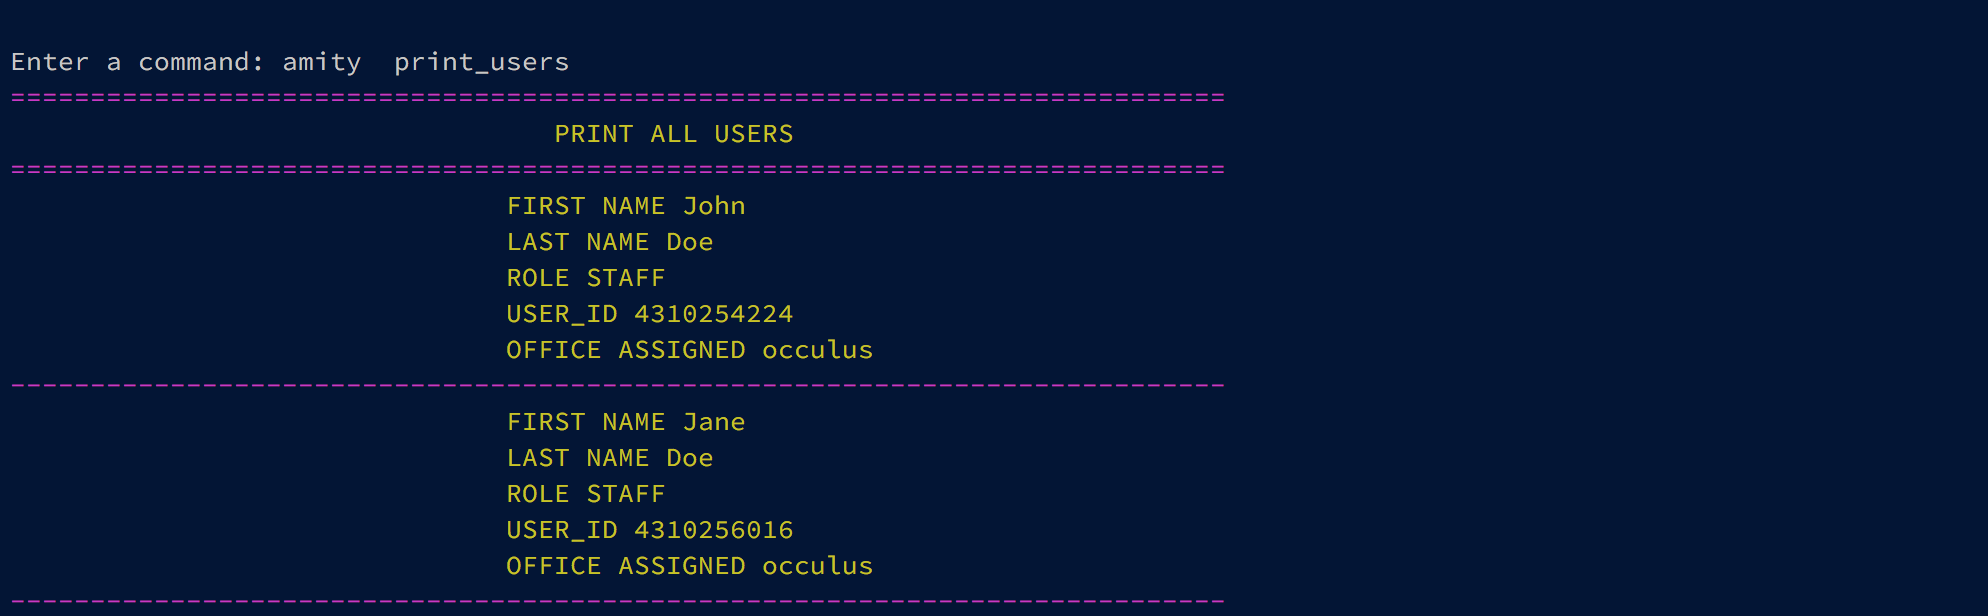 Enter a command: amity  print_users
============================================================================
PRINT ALL USERS
============================================================================
FIRST NAME John
LAST NAME Doe
ROLE STAFF
USER_ID 4310254224
OFFICE ASSIGNED occulus
----------------------------------------------------------------------------
FIRST NAME Jane
LAST NAME Doe
ROLE STAFF
USER_ID 4310256016
OFFICE ASSIGNED occulus
----------------------------------------------------------------------------